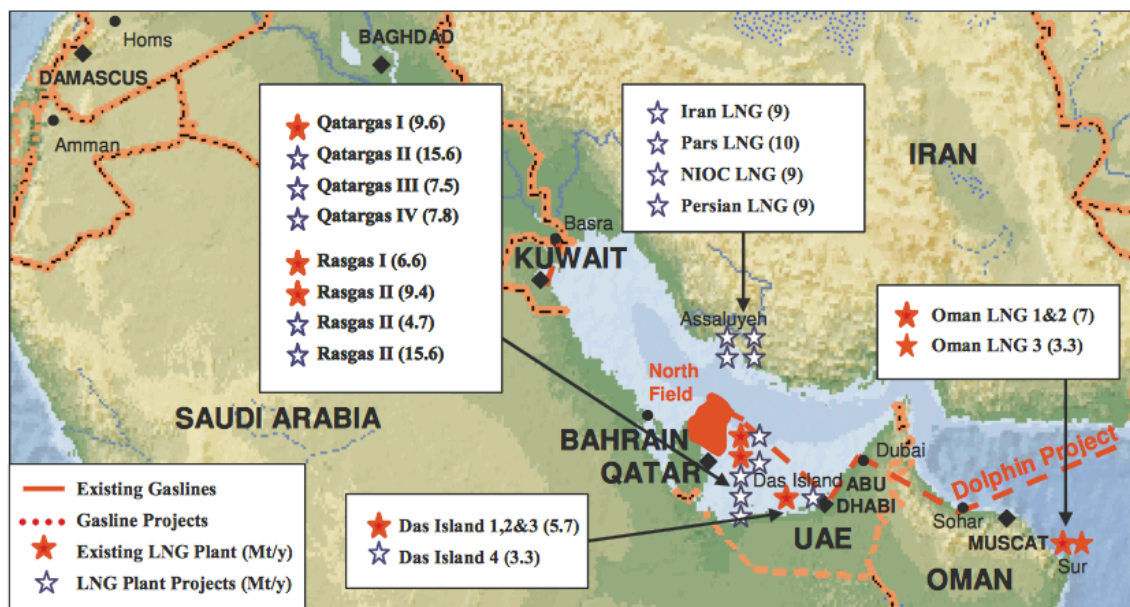 Homs
BAGHDAD
DAMASCUS
Amman
Qatargas I (9.6)
Qatargas II (15.6)
Qatargas III (7.5)
Qatargas IV (7.8)
Rasgas I (6.6)
Rasgas II (9.4)
Rasgas II (4.7)
Rasgas II (15.6)
Iran LNG (9)
Pars LNG (10)
NIOC LNG (9)
Persian LNG (9)
IRAN
Basra
KUWAIT
Assaluyeh
Oman LNG 1&2 (7)
Oman LNG 3 (3.3)
North
Field
SAUDI ARABIA
BAHRAIN
QATAR
Dubai
Dolphin Project
Das Island
ABU
DHABI
Sohar
MUSCAT
UAE
Sur
OMAN
Das Island 1,2&3 (5.7)
Das Island 4 (3.3)
Existing Gaslines
Gasline Projects
Existing LNG Plant (Mt/y)
LNG Plant Projects (Mt/y)